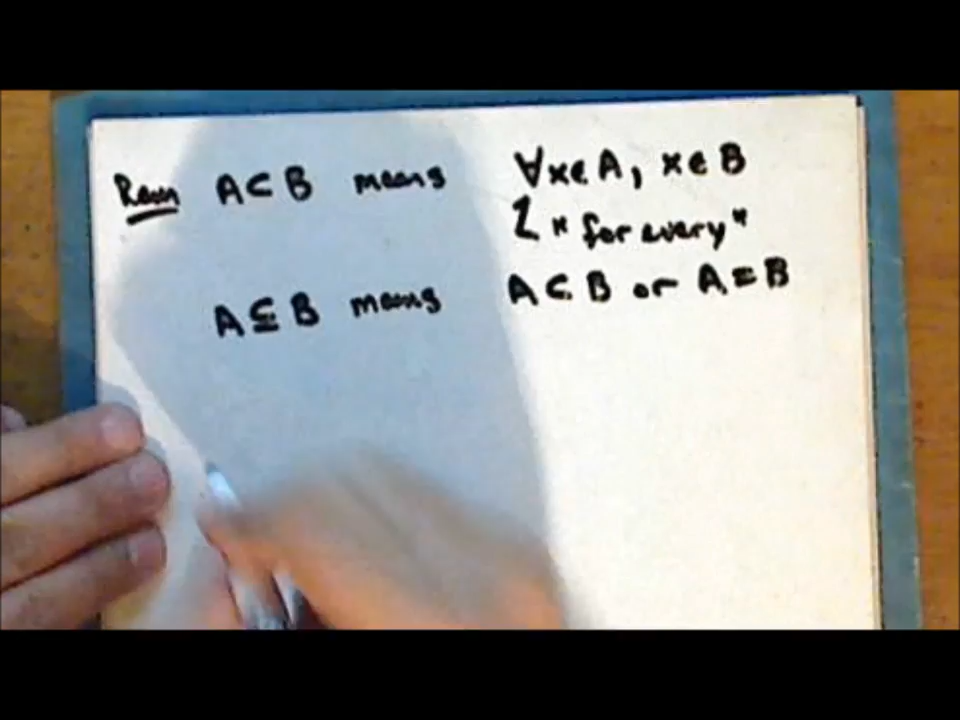 Rem A ⊂ B means ∀x∈A, x∈B
"for every"
A ⊆ B means A ⊂ B or A = B